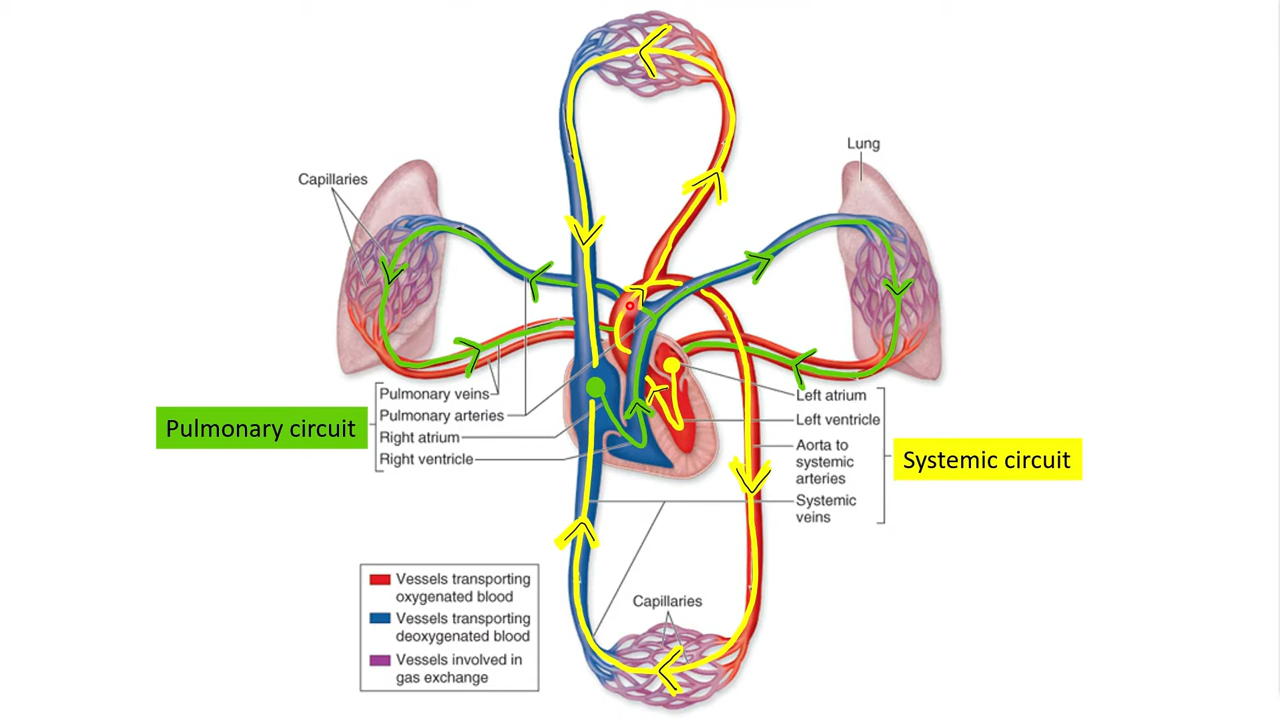 Lung
Capillaries
Pulmonary veins
Pulmonary arteries
Right atrium
Right ventricle
Pulmonary circuit
Left atrium
Left ventricle
Aorta to
systemic
arteries
Systemic
veins
Systemic circuit
Vessels transporting
oxygenated blood
Vessels transporting
deoxygenated blood
Vessels involved in
gas exchange
Capillaries